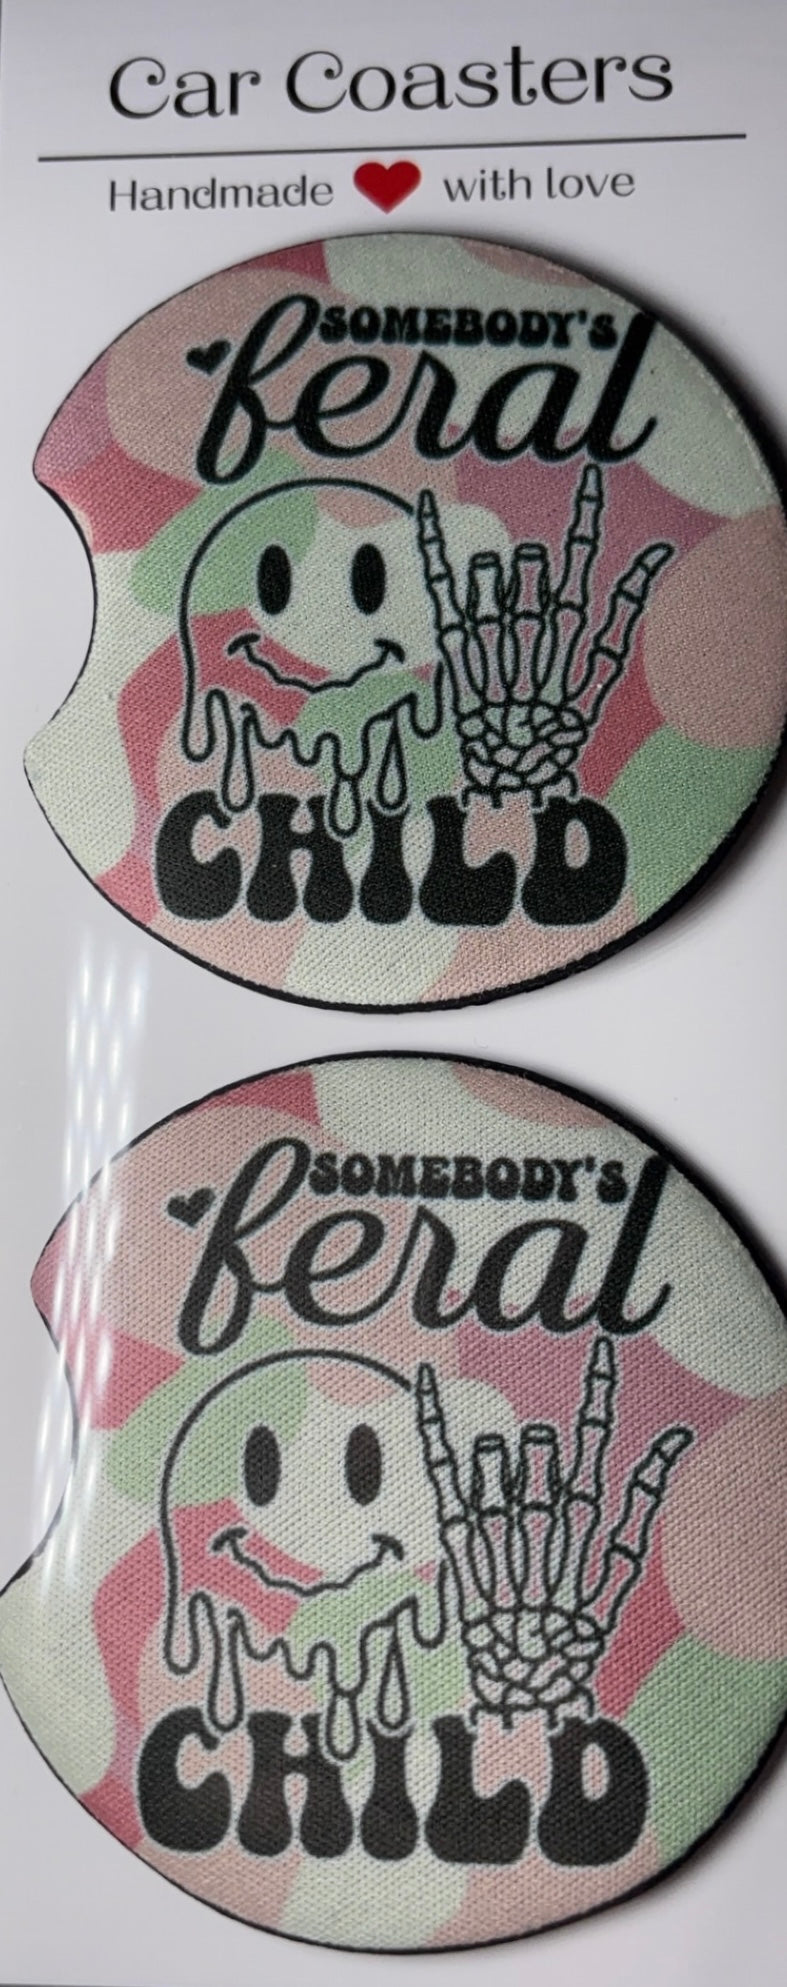 Car Coasters
Handmade ❤ with love
SOMEBODY'S
feral
CHILD
SOMEBODY'S
feral
CHILD